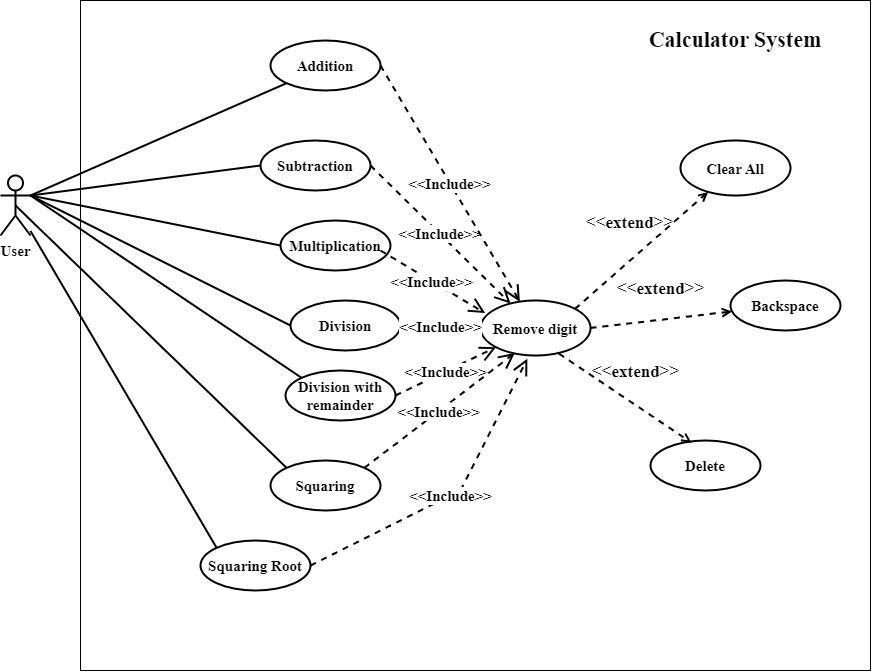 Calculator System
Addition
Subtraction
Multiplication
Division
Division with
remainder
Squaring
Squaring Root
User
<<Include>>
<<Include>>
<<Include>>
<<Include>>
<<Include>>
<<Include>>
<<Include>>
Remove digit
<<extend>>
<<extend>>
<<extend>>
Clear All
Backspace
Delete